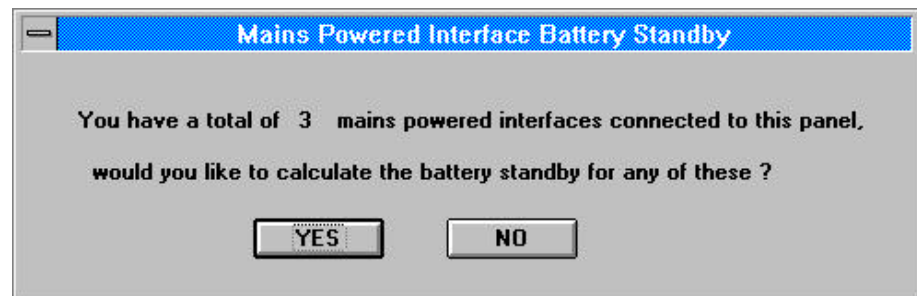 Mains Powered Interface Battery Standby
You have a total of 3 mains powered interfaces connected to this panel,
would you like to calculate the battery standby for any of these ?
YES NO